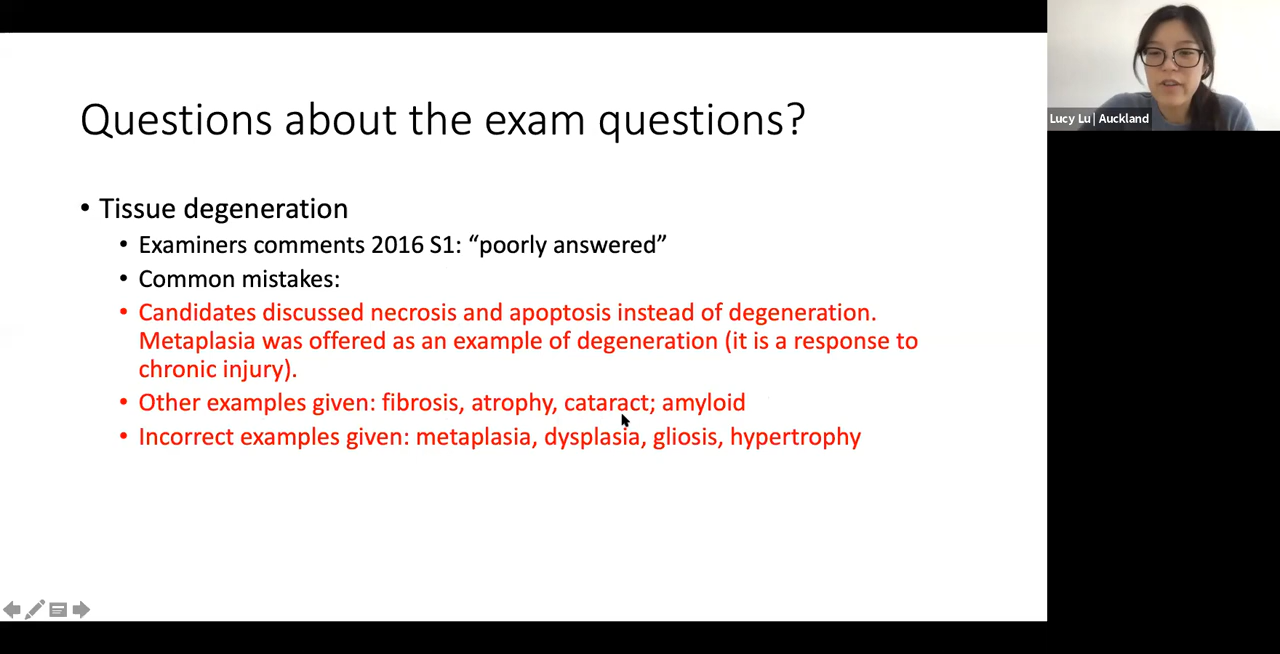 Questions about the exam questions?
Lucy Lu | Auckland
• Tissue degeneration
• Examiners comments 2016 S1: “poorly answered”
• Common mistakes:
• Candidates discussed necrosis and apoptosis instead of degeneration.
Metaplasia was offered as an example of degeneration (it is a response to
chronic injury).
• Other examples given: fibrosis, atrophy, cataract; amyloid
• Incorrect examples given: metaplasia, dysplasia, gliosis, hypertrophy